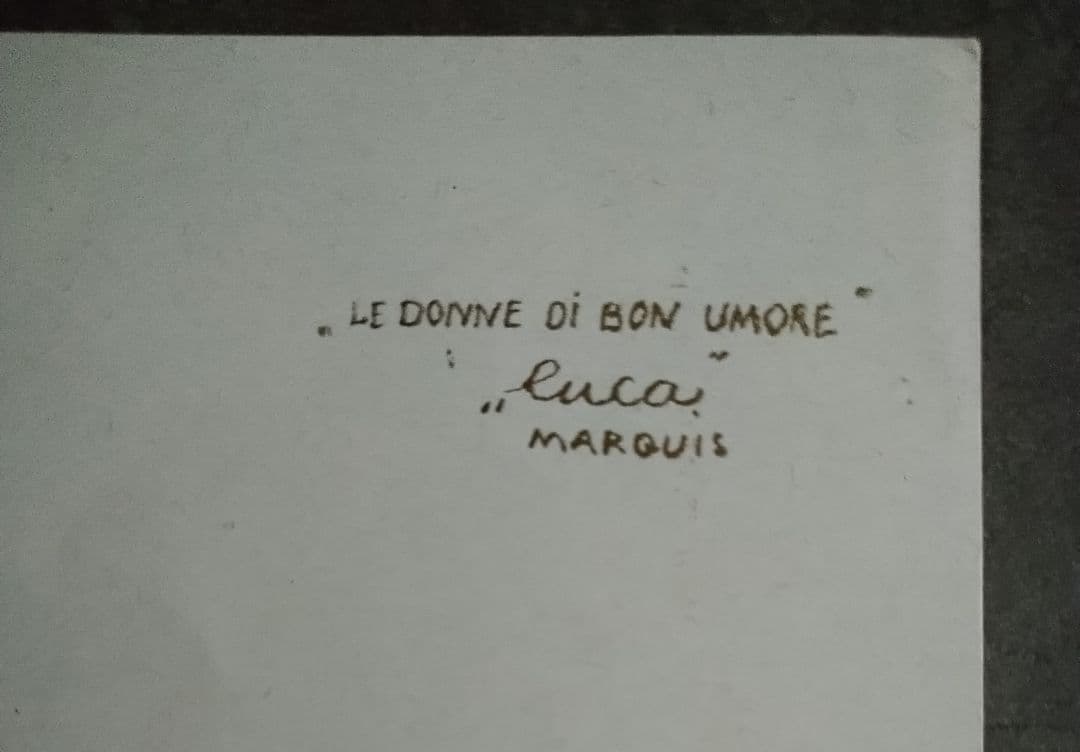 „LE DONNE Di BON UMORE"
„luca"
MARQUIS